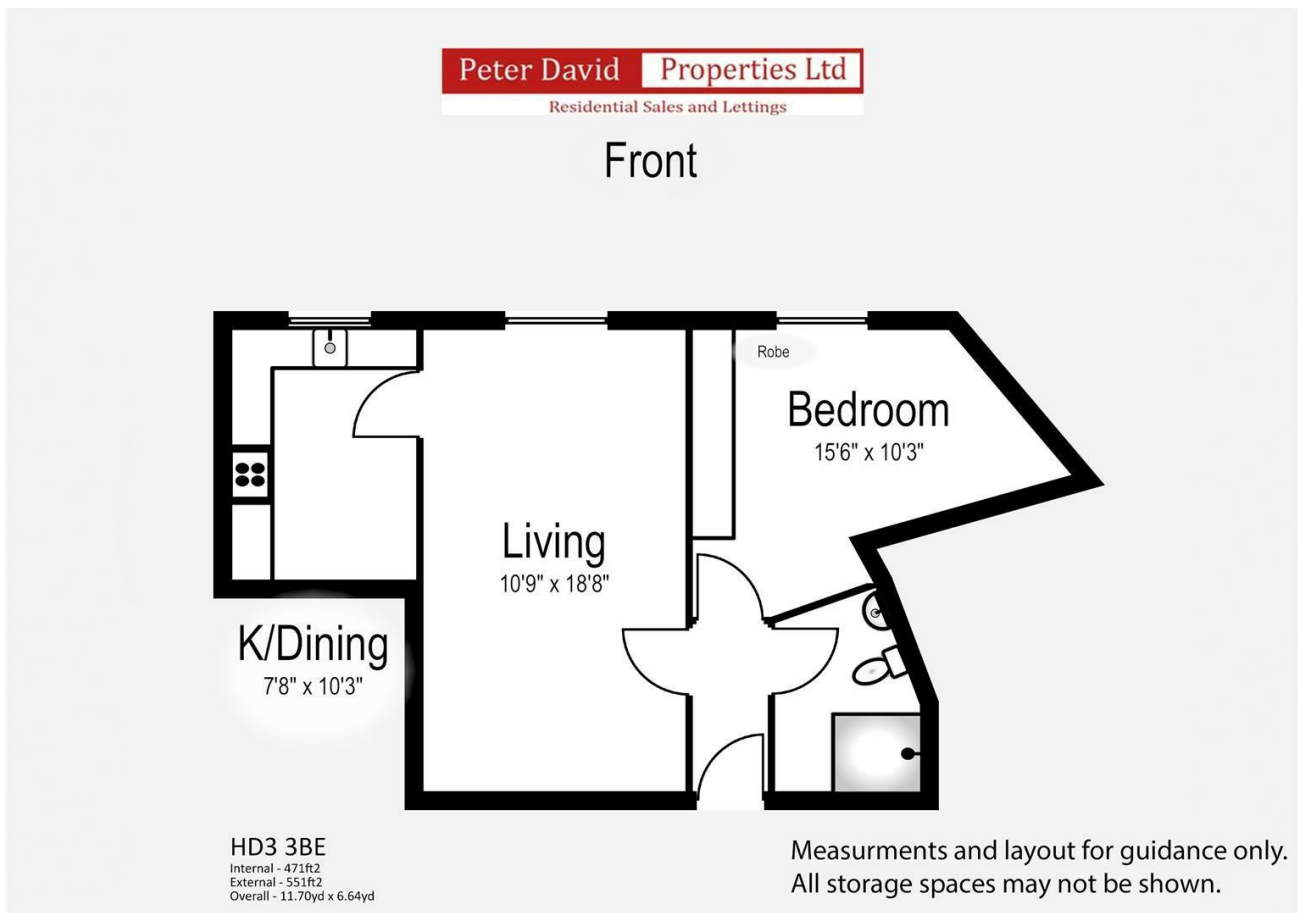 Peter David Properties Ltd
Residential Sales and Lettings
Front
Robe
Bedroom
15'6" x 10'3"
Living
10'9" x 18'8"
K/Dining
7'8" x 10'3"
HD3 3BE
Internal - 471ft2
External - 551ft2
Overall - 11.70yd x 6.64yd
Measurments and layout for guidance only.
All storage spaces may not be shown.